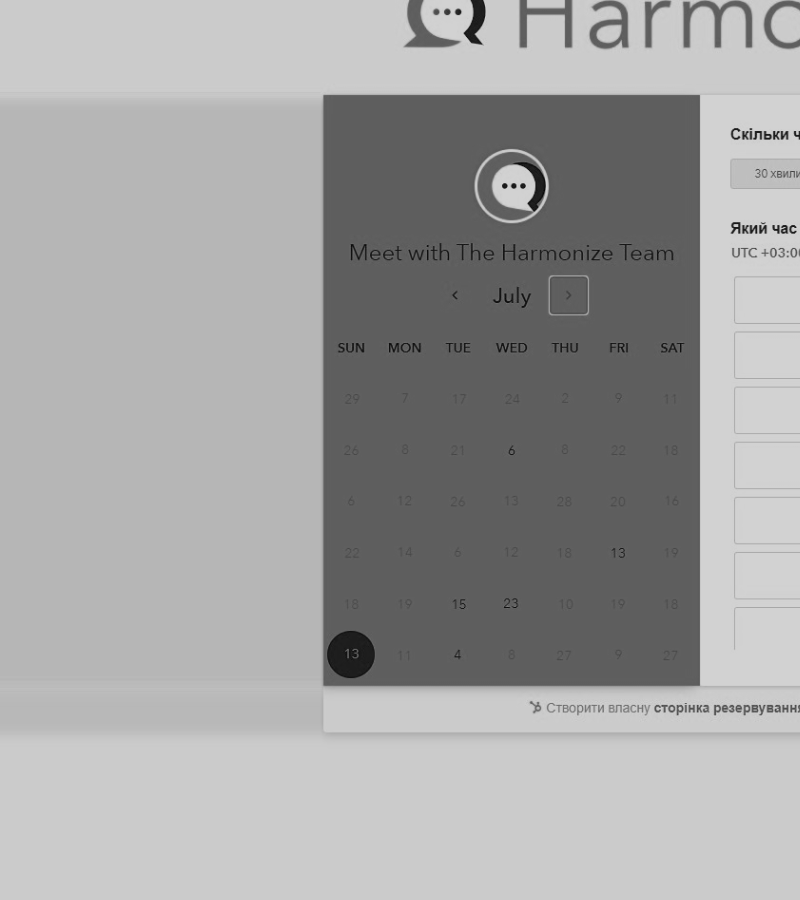 Harmo
Meet with The Harmonize Team
July
SUN MON TUE WED THU FRI SAT
29 7 17 24 2 9 11
26 8 21 6 8 22 18
6 12 26 13 28 20 16
22 14 6 12 18 13 19
18 19 15 23 10 19 18
13 11 4 8 27 9 27
Скільки ч
30 хвили
Який час
UTC +03:00
Створити власну сторінка резервування